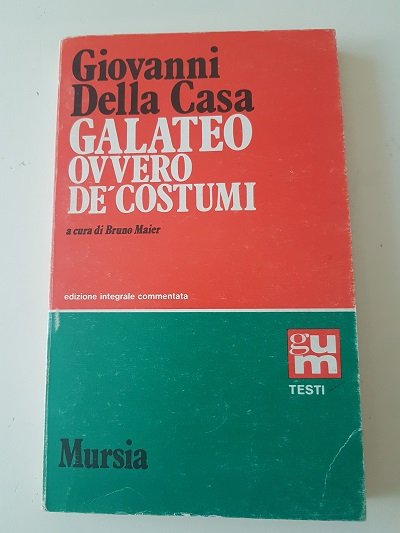 Giovanni
Della Casa
GALATEO
OVVERO
DE' COSTUMI
a cura di Bruno Maier
edizione integrale commentata
gum
TESTI
Mursia